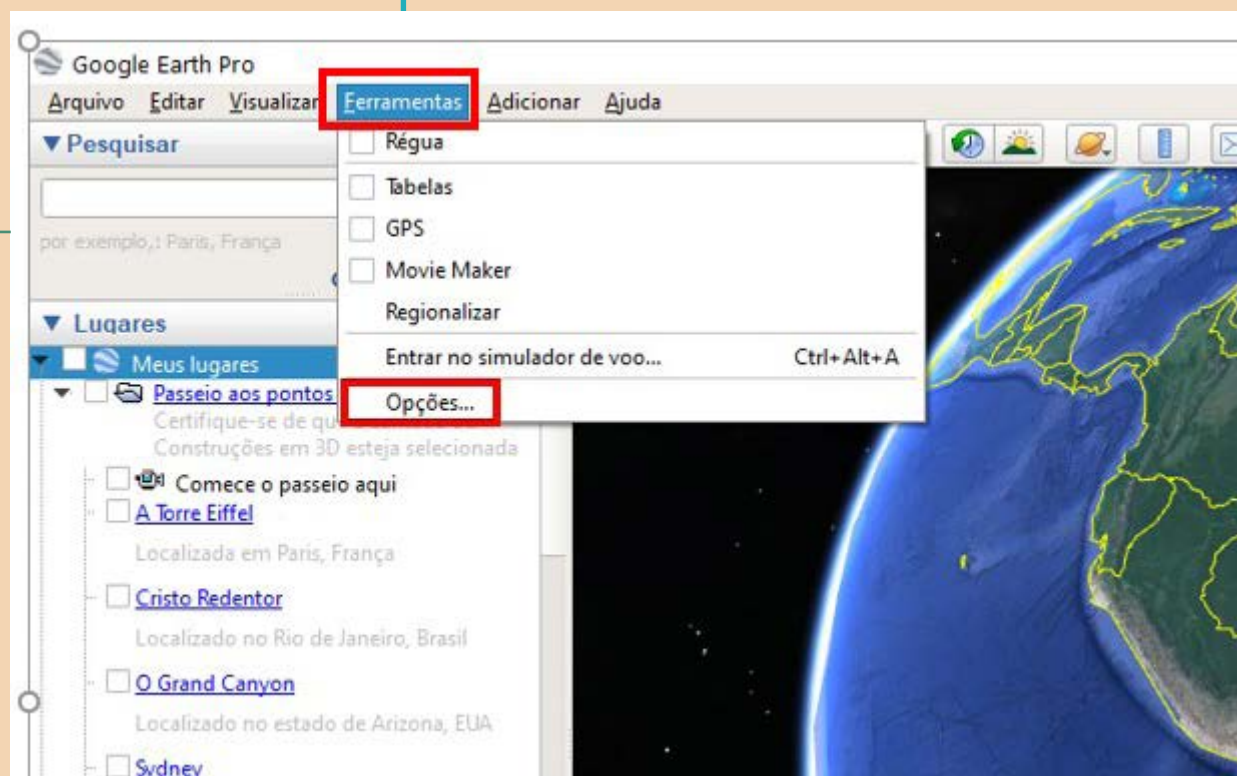 Google Earth Pro
Arquivo Editar Visualizar Ferramentas Adicionar Ajuda
Pesquisar
por exemplo,: Paris, França
Régua
Tabelas
GPS
Movie Maker
Regionalizar
Entrar no simulador de voo... Ctrl+Alt+A
Opções...
Lugares
Meus lugares
Passeio aos pontos
Certifique-se de
Construções em 3D esteja selecionada
Comece o passeio aqui
A Torre Eiffel
Localizada em Paris, França
Cristo Redentor
Localizado no Rio de Janeiro, Brasil
O Grand Canyon
Localizado no estado de Arizona, EUA
Sydney